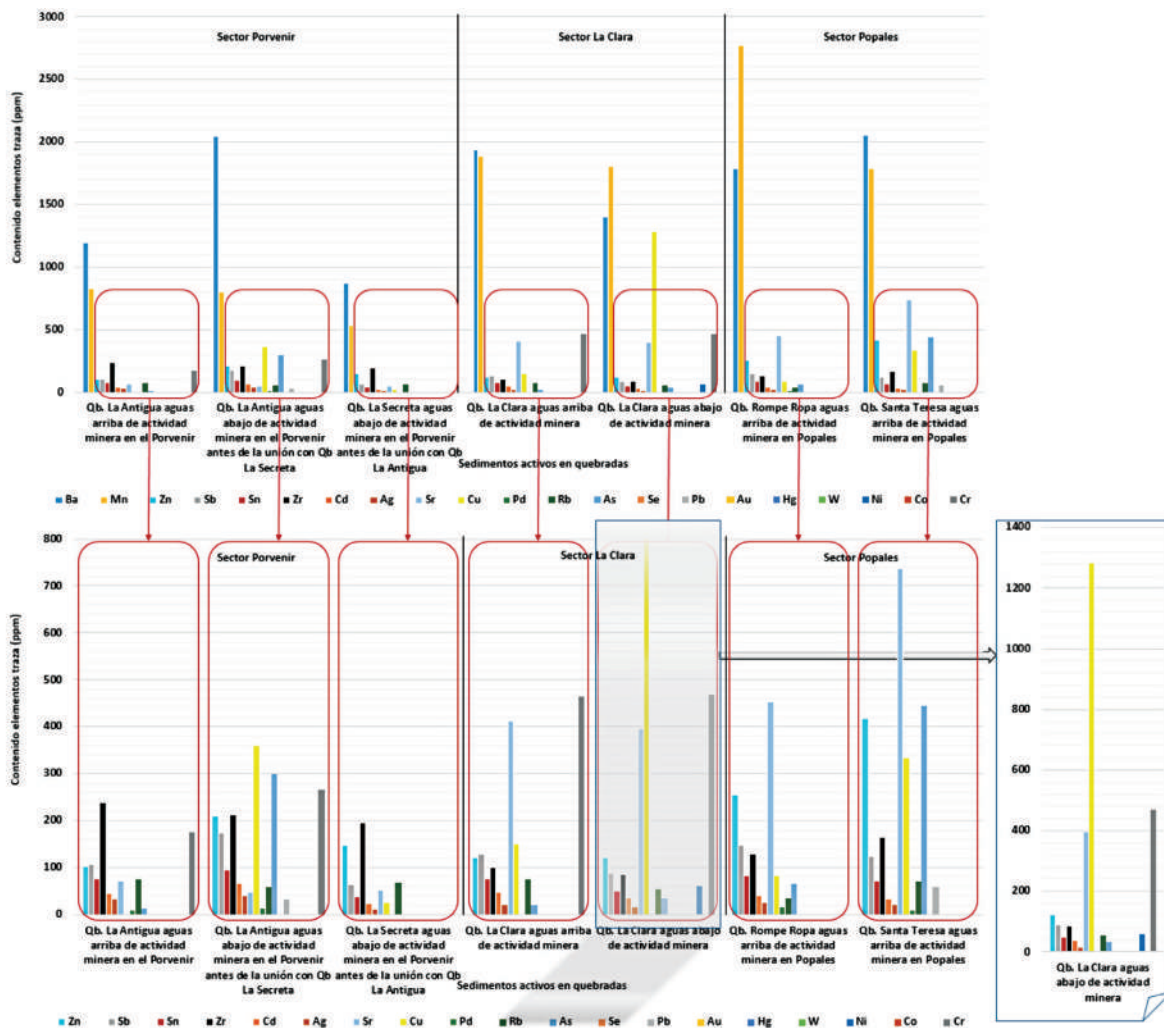 3000
Sector Porvenir
Sector La Clara
Sector Popales
2500
2000
1500
1000
500
0
Contenido elementos traza (ppm)
Qb. La Antigua aguas
arriba de actividad
minera en el Porvenir
Qb. La Antigua aguas
abajo de actividad
minera en el Porvenir
antes de la unión con Qb
La Secreta
Qb. La Secreta aguas
abajo de actividad
minera en el Porvenir
antes de la unión con Qb
La Antigua
Qb. La Clara aguas arriba
de actividad minera
Qb. La Clara aguas abajo
de actividad minera
Qb. Rompe Ropa aguas
arriba de actividad
minera en Popales
Qb. Santa Teresa aguas
arriba de actividad
minera en Popales
Sedimentos activos en quebradas
Ba Mn Zn Sb Sn Zr Cd Ag Sr Cu Pd Rb As Se Pb Au Hg W Ni Co Cr
800
Sector Porvenir
Sector La Clara
Sector Popales
700
600
500
400
300
200
100
0
Contenido elementos traza (ppm)
Qb. La Antigua aguas
arriba de actividad
minera en el Porvenir
Qb. La Antigua aguas
abajo de actividad
minera en el Porvenir
antes de la unión con Qb
La Secreta
Qb. La Secreta aguas
abajo de actividad
minera en el Porvenir
antes de la unión con Qb
La Antigua
Qb. La Clara aguas arriba
de actividad minera
Qb. La Clara aguas abajo
de actividad minera
Qb. Rompe Ropa aguas
arriba de actividad
minera en Popales
Qb. Santa Teresa aguas
arriba de actividad
minera en Popales
Sedimentos activos en quebradas
Zn Sb Sn Zr Cd Ag Sr Cu Pd Rb As Se Pb Au Hg W Ni Co Cr
1400
1200
1000
800
600
400
200
0
Qb. La Clara aguas
abajo de actividad
minera